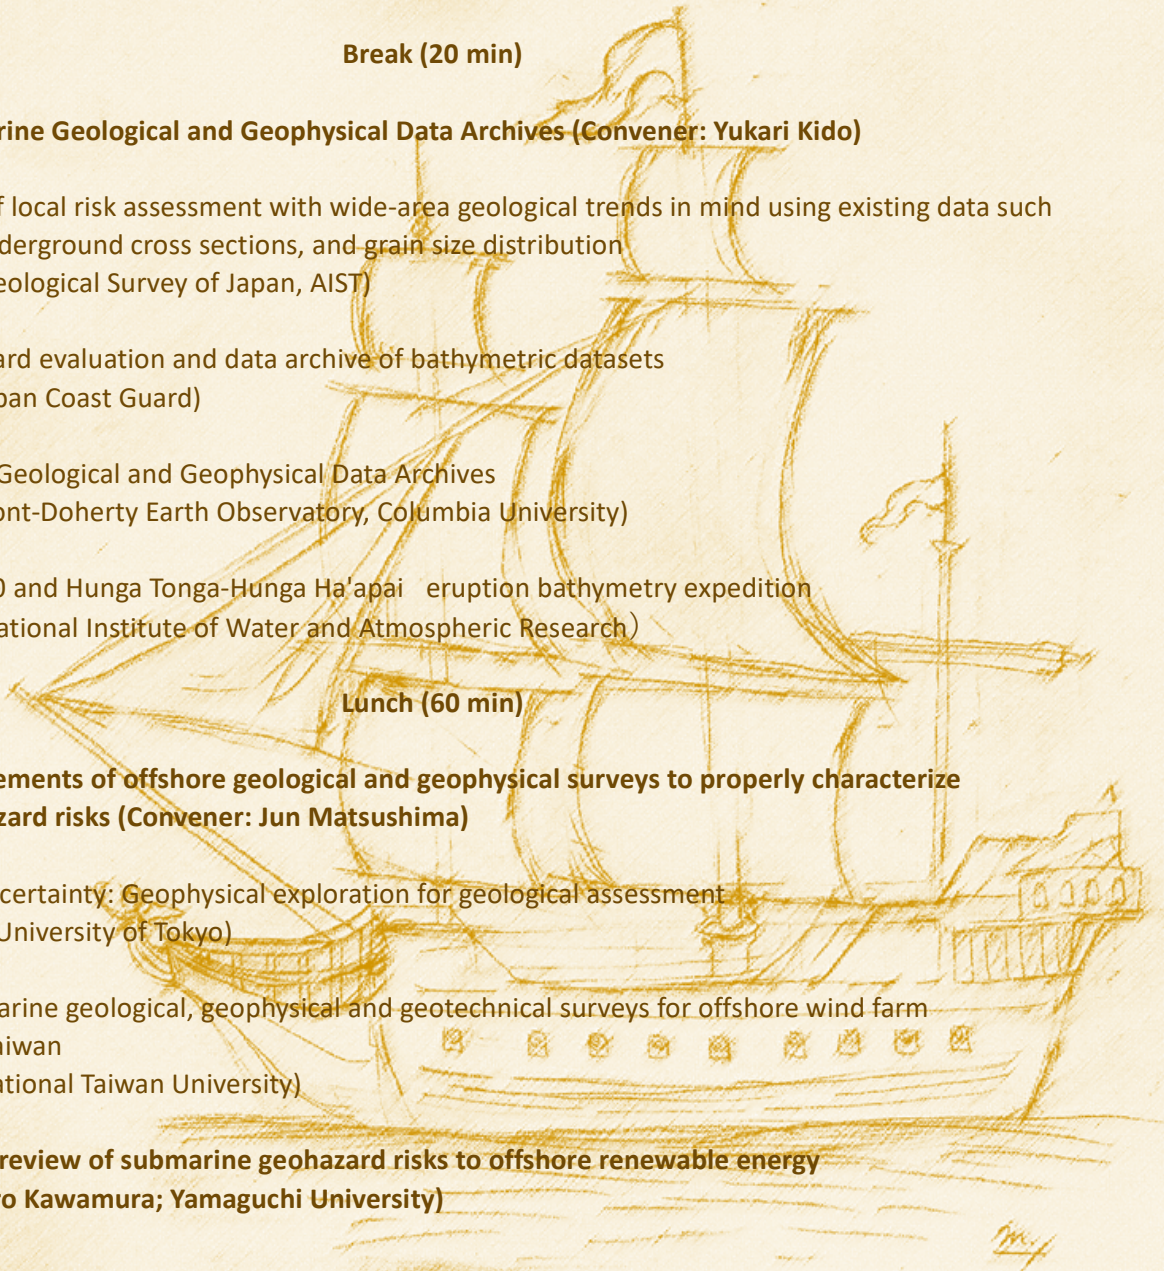 Break (20 min)
rine Geological and Geophysical Data Archives (Convener: Yukari Kido)
f local risk assessment with wide-area geological trends in mind using existing data such
derground cross sections, and grain size distribution
eological Survey of Japan, AIST)
ard evaluation and data archive of bathymetric datasets
pan Coast Guard)
Geological and Geophysical Data Archives
ont-Doherty Earth Observatory, Columbia University)
0 and Hunga Tonga-Hunga Ha'apai   eruption bathymetry expedition
ational Institute of Water and Atmospheric Research）
Lunch (60 min)
ements of offshore geological and geophysical surveys to properly characterize
zard risks (Convener: Jun Matsushima)
certainty: Geophysical exploration for geological assessment
University of Tokyo)
arine geological, geophysical and geotechnical surveys for offshore wind farm
aiwan
ational Taiwan University)
review of submarine geohazard risks to offshore renewable energy
ro Kawamura; Yamaguchi University)